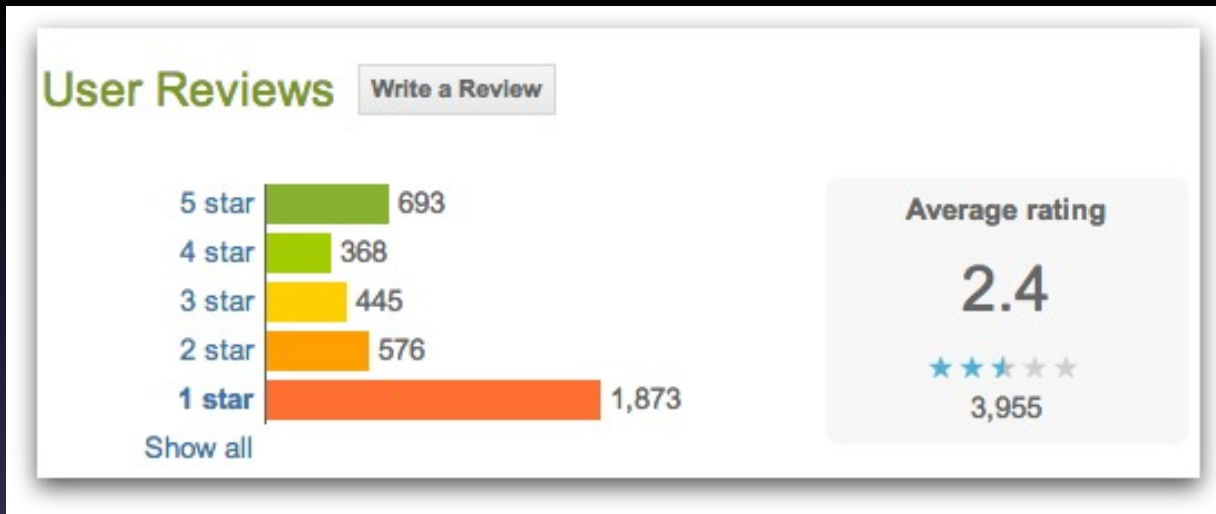 User Reviews Write a Review
5 star 693
4 star 368
3 star 445
2 star 576
1 star 1,873
Show all
Average rating
2.4
3,955